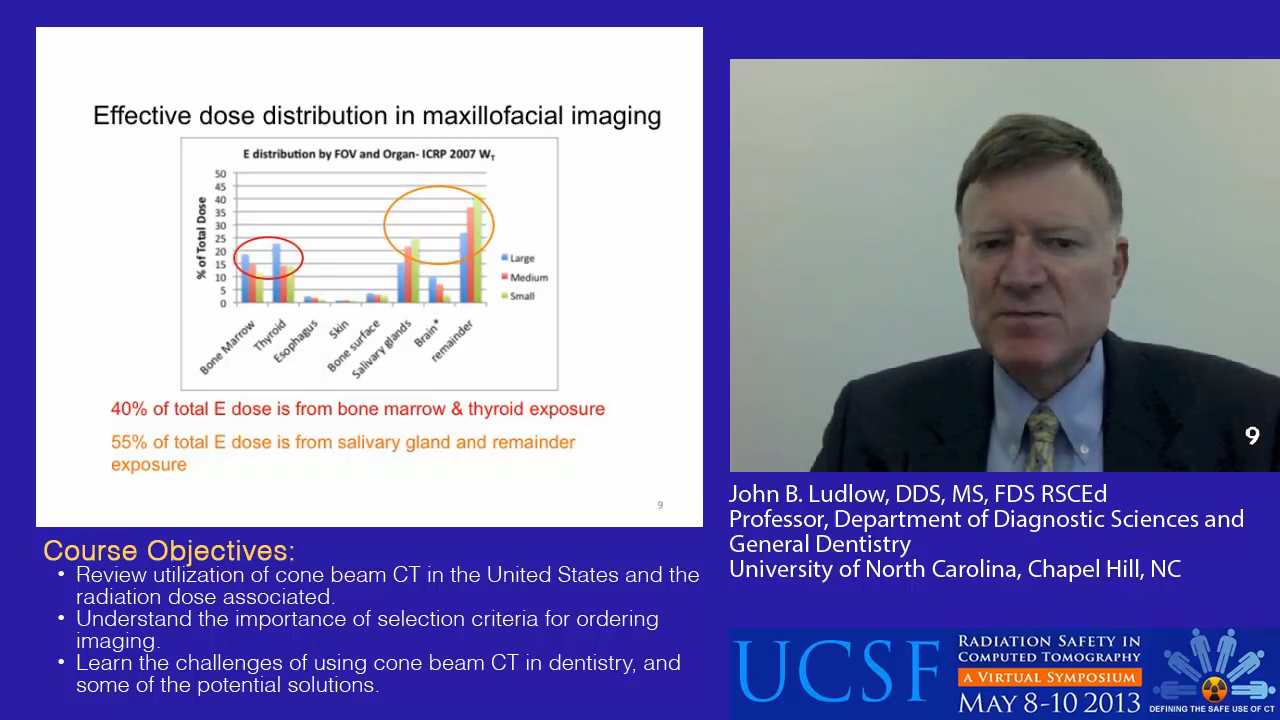 Effective dose distribution in maxillofacial imaging
E distribution by FOV and Organ- ICRP 2007 WT
50
45
40
35
30
25
20
15
10
5
0
% of Total Dose
Bone Marrow
Thyroid
Esophagus
Skin
Bone surface
Salivary glands
Brain*
remainder
Large
Medium
Small
40% of total E dose is from bone marrow & thyroid exposure
55% of total E dose is from salivary gland and remainder
exposure
9
Course Objectives:
• Review utilization of cone beam CT in the United States and the
radiation dose associated.
• Understand the importance of selection criteria for ordering
imaging.
• Learn the challenges of using cone beam CT in dentistry, and
some of the potential solutions.
9
John B. Ludlow, DDS, MS, FDS RSCEd
Professor, Department of Diagnostic Sciences and
General Dentistry
University of North Carolina, Chapel Hill, NC
UCSF
RADIATION SAFETY IN
COMPUTED TOMOGRAPHY
A VIRTUAL SYMPOSIUM
MAY 8-10 2013
DEFINING THE SAFE USE OF CT